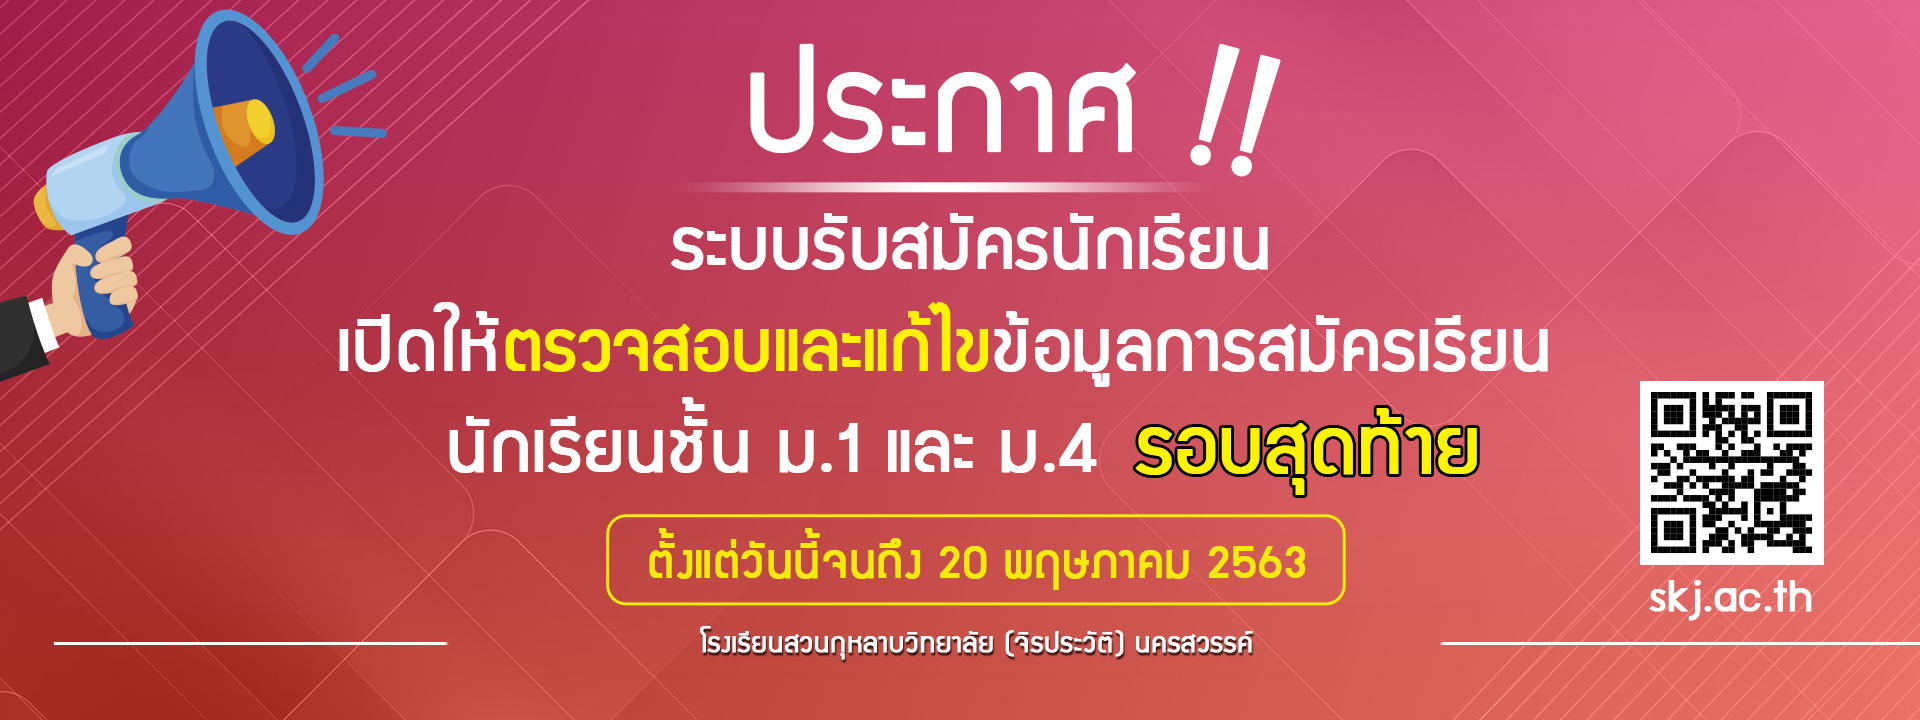 ประกาศ !!
ระบบรับสมัครนักเรียน
เปิดให้ตรวจสอบและแก้ไขข้อมูลการสมัครเรียน
นักเรียนชั้น ม.1 และ ม.4 รอบสุดท้าย
ตั้งแต่วันนี้จนถึง 20 พฤษภาคม 2563
skj.ac.th
โรงเรียนสวนกุหลาบวิทยาลัย (จิรประวัติ) นครสวรรค์